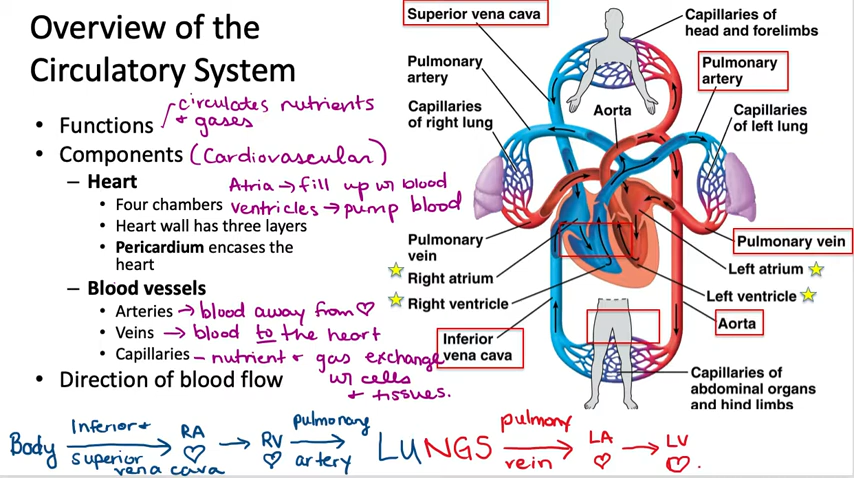 Overview of the
Circulatory System
• Functions
circulates nutrients
+ gases
• Components (Cardiovascular)
– Heart
• Four chambers
Atria → fill up w/ blood
ventricles → pump blood
• Heart wall has three layers
• Pericardium encases the
heart
– Blood vessels
• Arteries → blood away from ♡
• Veins → blood to the heart
• Capillaries – nutrient + gas exchange
w/ cells
+ tissues.
• Direction of blood flow
Superior vena cava
Capillaries of
head and forelimbs
Pulmonary
artery
Pulmonary
artery
Capillaries
of right lung
Aorta
Capillaries
of left lung
Pulmonary
vein
Pulmonary vein
Right atrium
Left atrium
Right ventricle
Left ventricle
Aorta
Inferior
vena cava
Capillaries of
abdominal organs
and hind limbs
Body
Inferior +
superior
vena cava
→ RA ♡ → RV ♡
pulmonary
artery
→ LUNGS
pulmony
vein
→ LA ♡ → LV ♡.